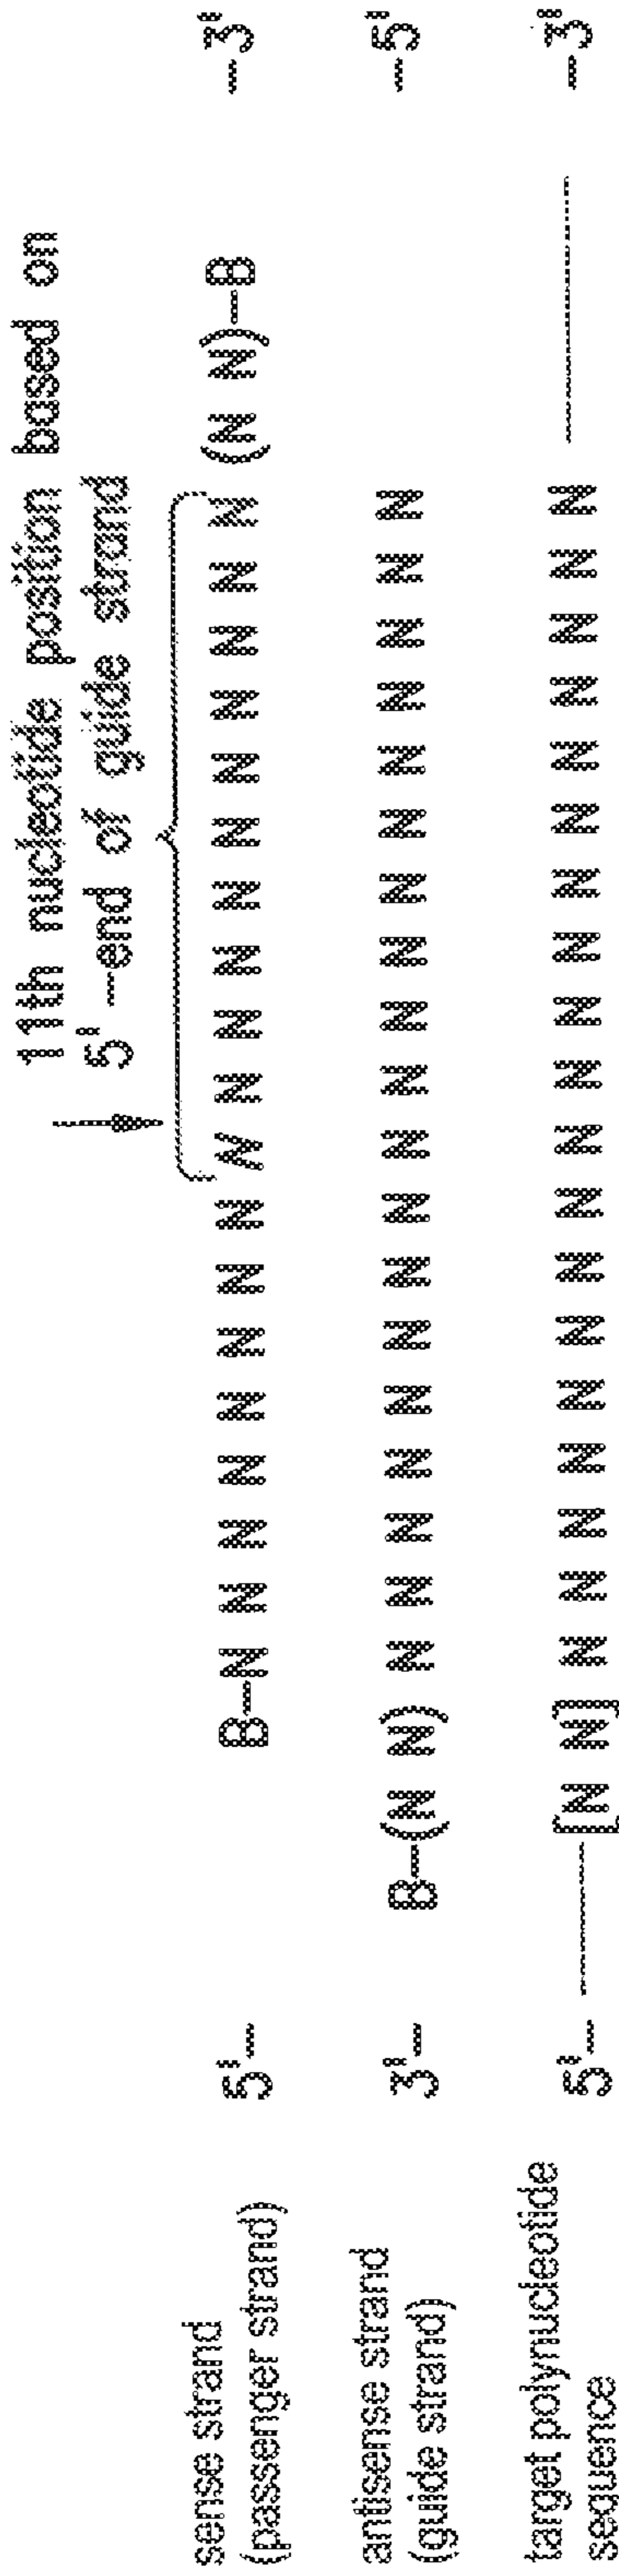 11th nucleotide position based on
5'—end of guide strand
sense strand 5'— B—N N N N N N N N N N N N N N N N N N N (N N)—B —3'
(passenger strand)
antisense strand 3'— B—(N N) N N N N N N N N N N N N N N N N N N N —5'
(guide strand)
target polynucleotide 5'— [N N] N N N N N N N N N N N N N N N N N N N —3'
sequence